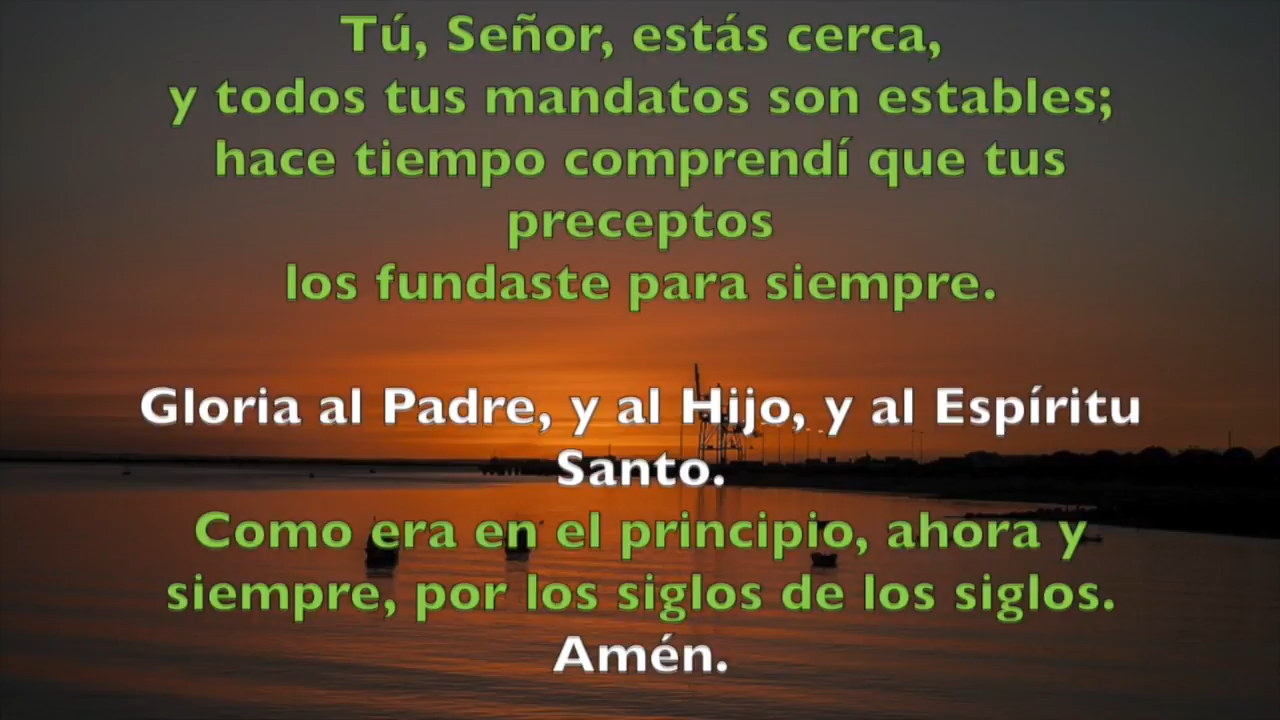 Tú, Señor, estás cerca,
y todos tus mandatos son estables;
hace tiempo comprendí que tus
preceptos
los fundaste para siempre.
Gloria al Padre, y al Hijo, y al Espíritu
Santo.
Como era en el principio, ahora y
siempre, por los siglos de los siglos.
Amén.